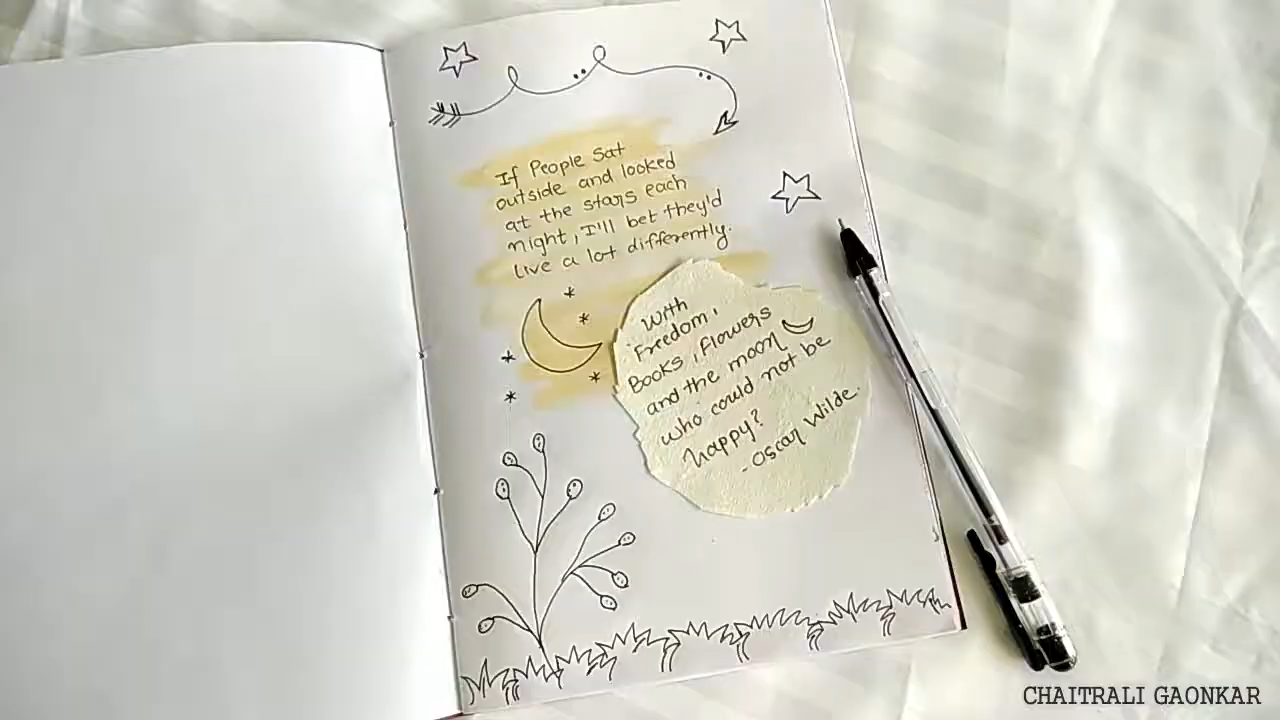 If People Sat
outside and looked
at the stars each
night, I'll bet they'd
live a lot differently.
With
Freedom,
Books, Flowers
and the moon
who could not be
happy?
- Oscar Wilde.
CHAITRALI GAONKAR